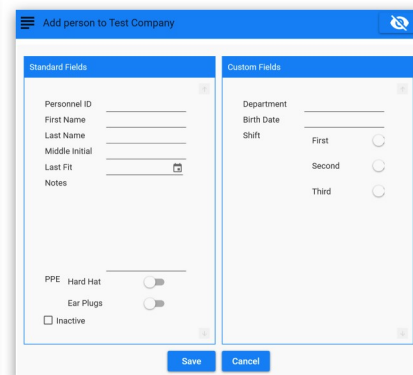 Add person to Test Company
Standard Fields
Personnel ID
First Name
Last Name
Middle Initial
Last Fit
Notes
PPE Hard Hat
Ear Plugs
Inactive
Custom Fields
Department
Birth Date
Shift First
Second
Third
Save Cancel